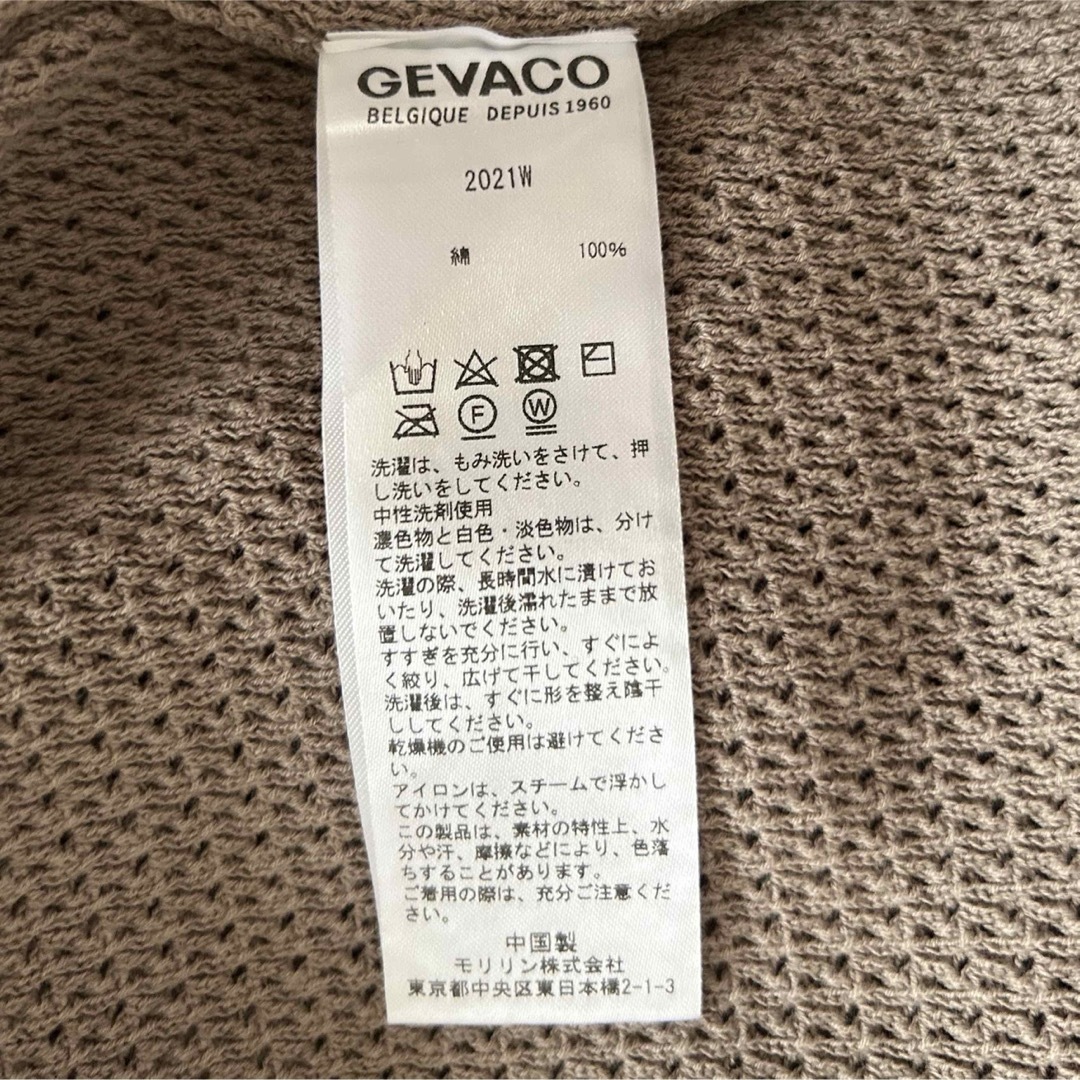 GEVACO
BELGIQUE DEPUIS 1960
2021W
綿 100%
F W
洗濯は、もみ洗いをさけて、押
し洗いをしてください。
中性洗剤使用
濃色物と白色・淡色物は、分け
て洗濯してください。
洗濯の際、長時間水に漬けてお
いたり、洗濯後濡れたままで放
置しないでください。
すすぎを充分に行い、すぐによ
く絞り、広げて干してください。
洗濯後は、すぐに形を整え陰干
ししてください。
乾燥機のご使用は避けてくださ
い。
アイロンは、スチームで浮かし
てかけてください。
この製品は、素材の特性上、水
分や汗、摩擦などにより、色落
ちすることがあります。
ご着用の際は、充分ご注意くだ
さい。
中国製
モリリン株式会社
東京都中央区東日本橋2-1-3